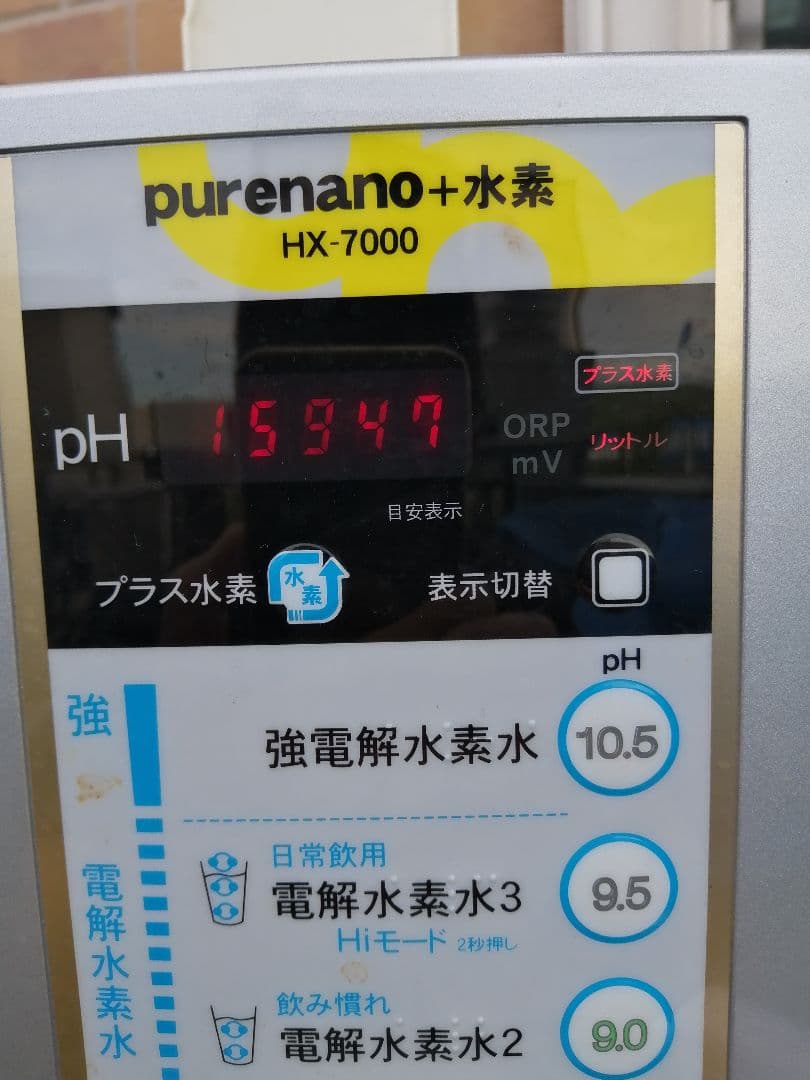 purenano+水素
HX-7000
プラス水素
pH 15947 ORP リットル
mV
目安表示
プラス水素 水素 表示切替
pH
強 強電解水素水 10.5
日常飲用
電解水素水3 9.5
Hiモード 2秒押し
飲み慣れ
電解水素水2 9.0
電解水素水